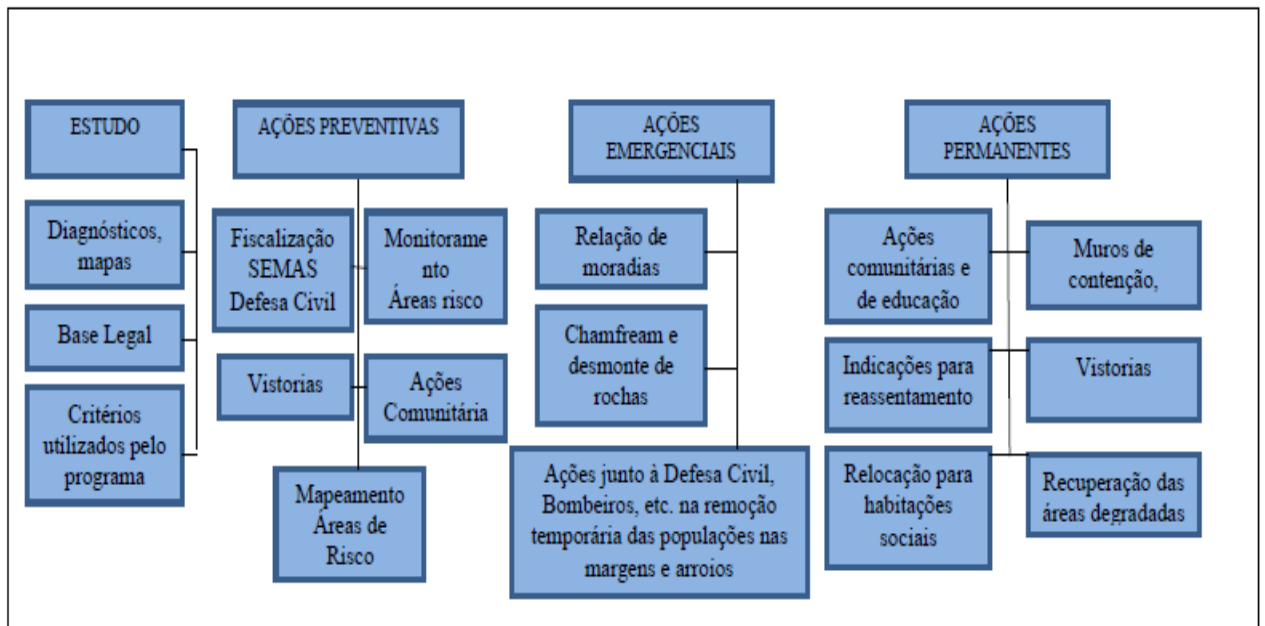 ESTUDO
Diagnósticos,
mapas
Base Legal
Critérios
utilizados pelo
programa
AÇÕES PREVENTIVAS
Fiscalização
SEMAS
Defesa Civil
Monitorame
nto
Áreas risco
Vistorias
Ações
Comunitária
Mapeamento
Áreas de
Risco
AÇÕES
EMERGENCIAIS
Relação de
moradias
Chamfream e
desmonte de
rochas
Ações junto à Defesa Civil,
Bombeiros, etc. na remoção
temporária das populações nas
margens e arroios
AÇÕES
PERMANENTES
Ações
comunitárias e
de educação
Muros de
contenção,
Indicações para
reassentamento
Vistorias
Relocação para
habitações
sociais
Recuperação das
áreas degradadas